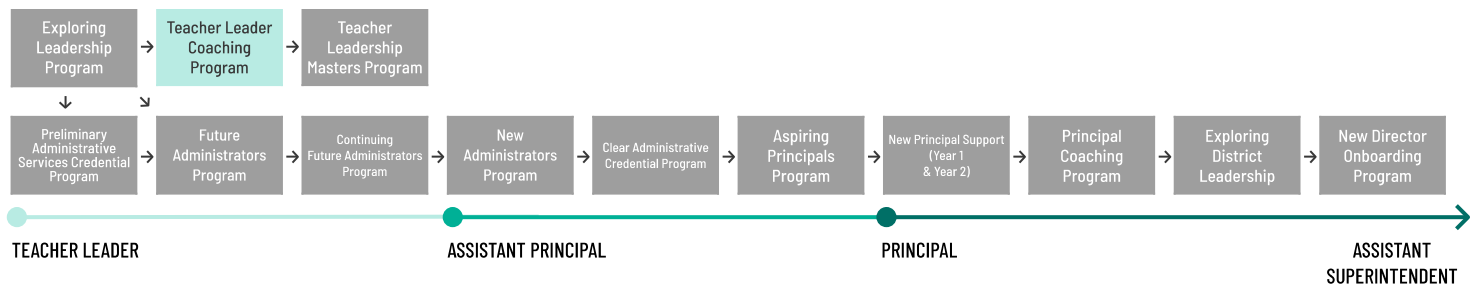 Exploring
Leadership
Program
Teacher Leader
Coaching
Program
Teacher
Leadership
Masters Program
Preliminary
Administrative
Services Credential
Program
Future
Administrators
Program
Continuing
Future Administrators
Program
New
Administrators
Program
Clear Administrative
Credential Program
Aspiring
Principals
Program
New Principal Support
(Year 1
& Year 2)
Principal
Coaching
Program
Exploring
District
Leadership
New Director
Onboarding
Program
TEACHER LEADER
ASSISTANT PRINCIPAL
PRINCIPAL
ASSISTANT
SUPERINTENDENT